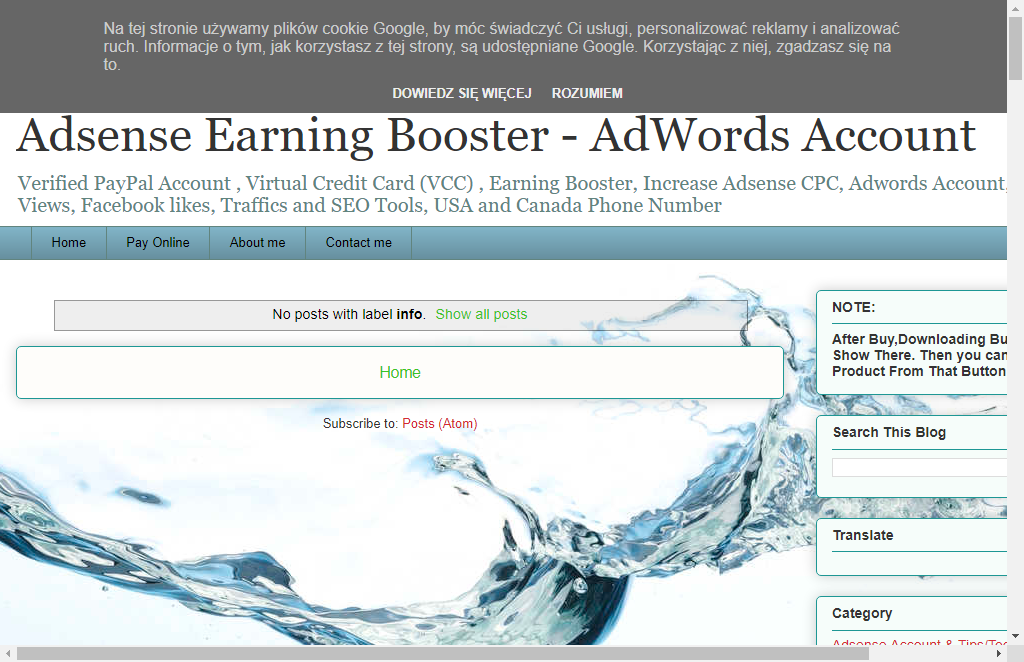 Na tej stronie używamy plików cookie Google, by móc świadczyć Ci usługi, personalizować reklamy i analizować
ruch. Informacje o tym, jak korzystasz z tej strony, są udostępniane Google. Korzystając z niej, zgadzasz się na
to.
DOWIEDZ SIĘ WIĘCEJ ROZUMIEM
Adsense Earning Booster - AdWords Account
Verified PayPal Account , Virtual Credit Card (VCC) , Earning Booster, Increase Adsense CPC, Adwords Account,
Views, Facebook likes, Traffics and SEO Tools, USA and Canada Phone Number
Home Pay Online About me Contact me
No posts with label info. Show all posts
Home
Subscribe to: Posts (Atom)
NOTE:
After Buy,Downloading Bu
Show There. Then you can
Product From That Button
Search This Blog
Translate
Category
Adsense Account & Tips/Too